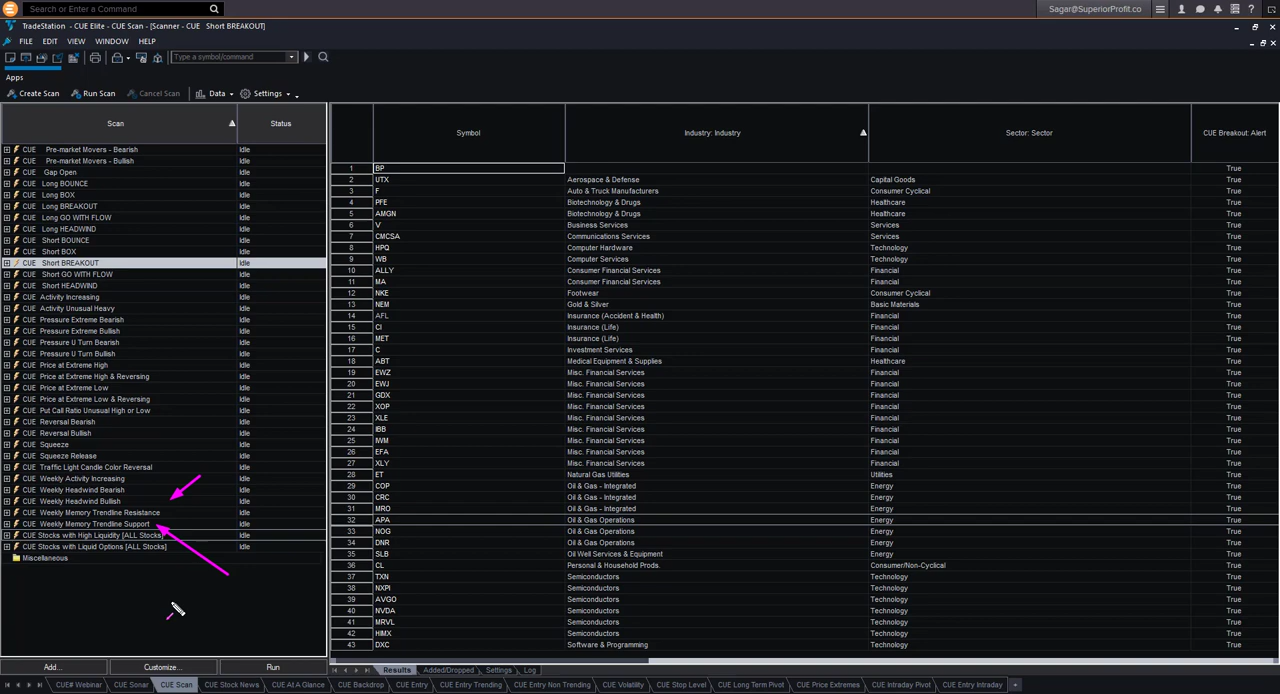 Search or Enter a Command
Sagar@SuperiorProfit.co
TradeStation - CUE Elite - CUE Scan - [Scanner - CUE Short BREAKOUT]
FILE EDIT VIEW WINDOW HELP
Type a symbol/command
Apps
Create Scan Run Scan Cancel Scan Data Settings
Scan Status Symbol Industry: Industry Sector: Sector CUE Breakout: Alert
CUE Pre-market Movers - Bearish Idle
CUE Pre-market Movers - Bullish Idle
CUE Gap Open Idle
CUE Long BOUNCE Idle
CUE Long BOX Idle
CUE Long BREAKOUT Idle
CUE Long GO WITH FLOW Idle
CUE Long HEADWIND Idle
CUE Short BOUNCE Idle
CUE Short BOX Idle
CUE Short BREAKOUT Idle
CUE Short GO WITH FLOW Idle
CUE Short HEADWIND Idle
CUE Activity Increasing Idle
CUE Activity Unusual Heavy Idle
CUE Pressure Extreme Bearish Idle
CUE Pressure Extreme Bullish Idle
CUE Pressure U Turn Bearish Idle
CUE Pressure U Turn Bullish Idle
CUE Price at Extreme High Idle
CUE Price at Extreme High & Reversing Idle
CUE Price at Extreme Low Idle
CUE Price at Extreme Low & Reversing Idle
CUE Put Call Ratio Unusual High or Low Idle
CUE Reversal Bearish Idle
CUE Reversal Bullish Idle
CUE Squeeze Idle
CUE Squeeze Release Idle
CUE Traffic Light Candle Color Reversal Idle
CUE Weekly Activity Increasing Idle
CUE Weekly Headwind Bearish Idle
CUE Weekly Headwind Bullish Idle
CUE Weekly Memory Trendline Resistance Idle
CUE Weekly Memory Trendline Support Idle
CUE Stocks with High Liquidity [ALL Stocks] Idle
CUE Stocks with Liquid Options [ALL Stocks] Idle
Miscellaneous
1 BP True
2 UTX Aerospace & Defense Capital Goods True
3 F Auto & Truck Manufacturers Consumer Cyclical True
4 PFE Biotechnology & Drugs Healthcare True
5 AMGN Biotechnology & Drugs Healthcare True
6 V Business Services Services True
7 CMCSA Communications Services Services True
8 HPQ Computer Hardware Technology True
9 WB Computer Services Technology True
10 ALLY Consumer Financial Services Financial True
11 MA Consumer Financial Services Financial True
12 NKE Footwear Consumer Cyclical True
13 NEM Gold & Silver Basic Materials True
14 AFL Insurance (Accident & Health) Financial True
15 CI Insurance (Life) Financial True
16 MET Insurance (Life) Financial True
17 C Investment Services Financial True
18 ABT Medical Equipment & Supplies Healthcare True
19 EWZ Misc. Financial Services Financial True
20 EWJ Misc. Financial Services Financial True
21 GDX Misc. Financial Services Financial True
22 XOP Misc. Financial Services Financial True
23 XLE Misc. Financial Services Financial True
24 IBB Misc. Financial Services Financial True
25 IWM Misc. Financial Services Financial True
26 EFA Misc. Financial Services Financial True
27 XLY Misc. Financial Services Financial True
28 ET Natural Gas Utilities Utilities True
29 COP Oil & Gas - Integrated Energy True
30 CRC Oil & Gas - Integrated Energy True
31 MRO Oil & Gas - Integrated Energy True
32 APA Oil & Gas Operations Energy True
33 NOG Oil & Gas Operations Energy True
34 DNR Oil & Gas Operations Energy True
35 SLB Oil Well Services & Equipment Energy True
36 CL Personal & Household Prods. Consumer/Non-Cyclical True
37 TXN Semiconductors Technology True
38 NXPI Semiconductors Technology True
39 AVGO Semiconductors Technology True
40 NVDA Semiconductors Technology True
41 MRVL Semiconductors Technology True
42 HIMX Semiconductors Technology True
43 DXC Software & Programming Technology True
Add... Customize... Run Results Added/Dropped Settings Log
CUE# Webinar CUE Sonar CUE Scan CUE Stock News CUE At A Glance CUE Backdrop CUE Entry CUE Entry Trending CUE Entry Non Trending CUE Volatility CUE Stop Level CUE Long Term Pivot CUE Price Extremes CUE Intraday Pivot CUE Entry Intraday +